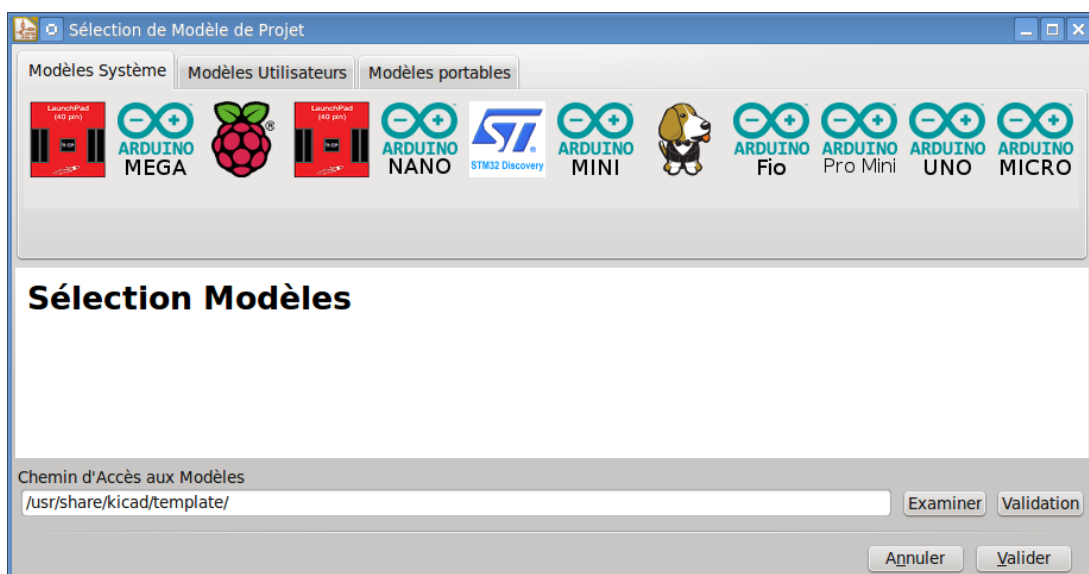 Sélection de Modèle de Projet
Modèles Système Modèles Utilisateurs Modèles portables
LaunchPad
(40 pin)
ARDUINO
MEGA
®
LaunchPad
(40 pin)
ARDUINO
NANO
STM32 Discovery
ARDUINO
MINI
ARDUINO
Fio
ARDUINO
Pro Mini
ARDUINO
UNO
ARDUINO
MICRO
Sélection Modèles
Chemin d'Accès aux Modèles
/usr/share/kicad/template/ Examiner Validation
Annuler Valider